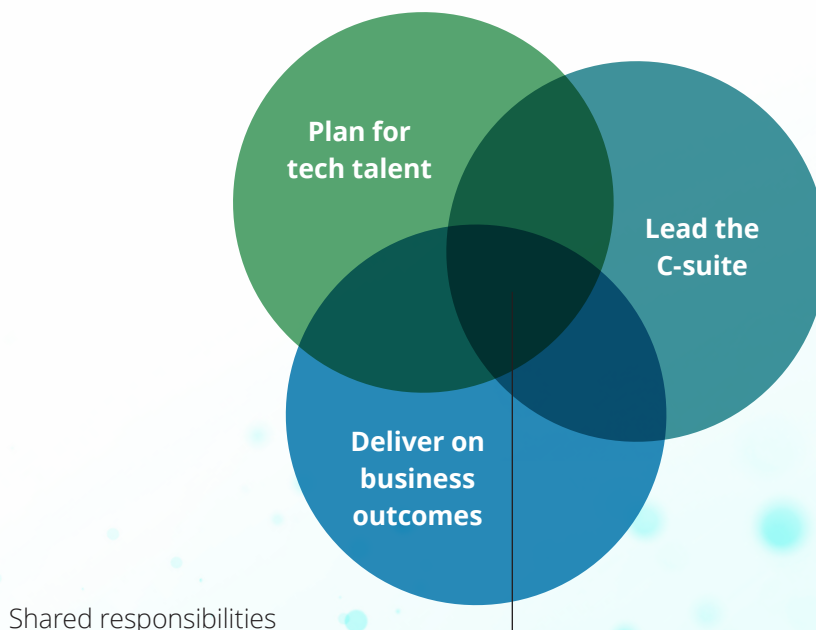 Plan for
tech talent
Lead the
C-suite
Deliver on
business
outcomes
Shared responsibilities